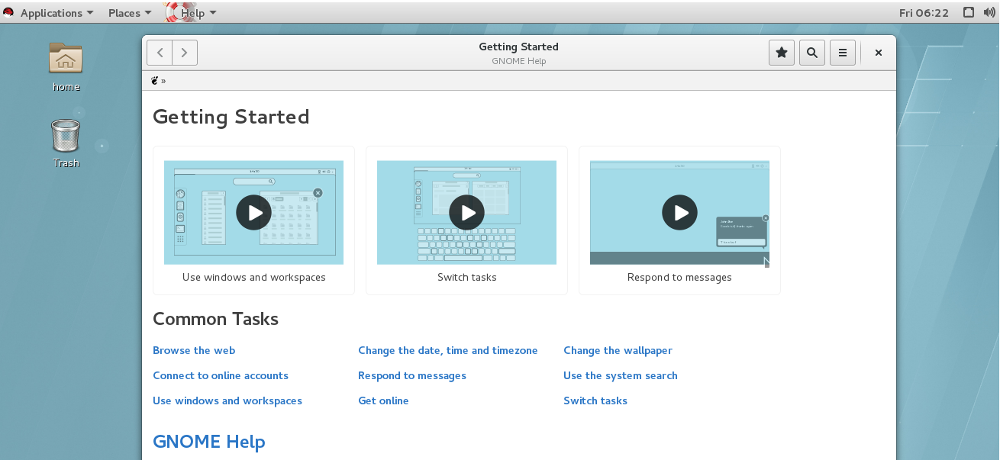 Applications Places Help Fri 06:22
home
Trash
Getting Started
GNOME Help
»
Getting Started
Use windows and workspaces Switch tasks Respond to messages
Common Tasks
Browse the web Change the date, time and timezone Change the wallpaper
Connect to online accounts Respond to messages Use the system search
Use windows and workspaces Get online Switch tasks
GNOME Help